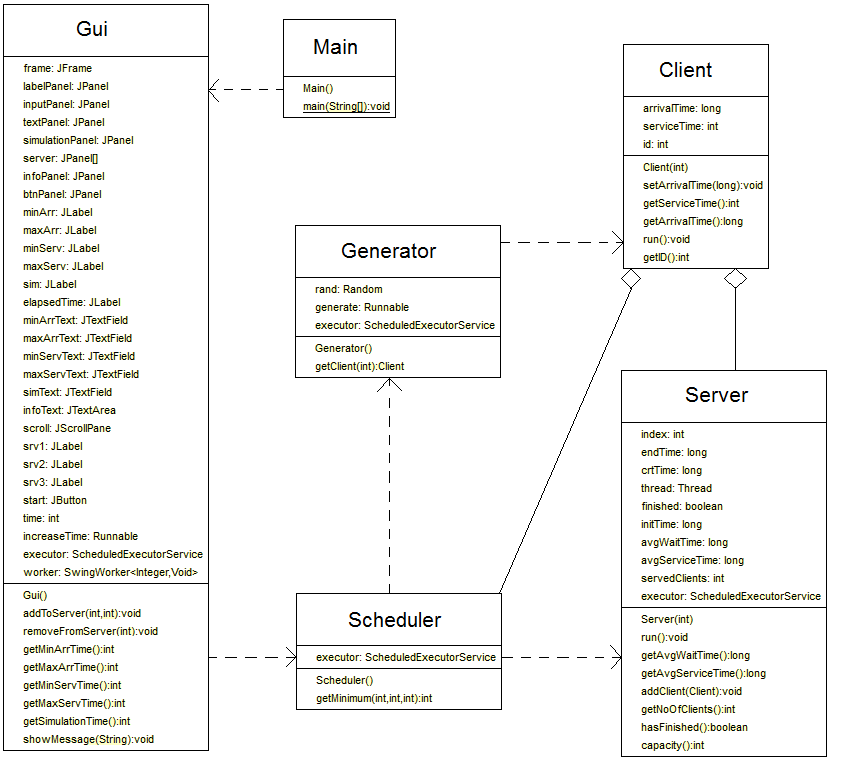 Gui
frame: JFrame
labelPanel: JPanel
inputPanel: JPanel
textPanel: JPanel
simulationPanel: JPanel
server: JPanel[]
infoPanel: JPanel
btnPanel: JPanel
minArr: JLabel
maxArr: JLabel
minServ: JLabel
maxServ: JLabel
sim: JLabel
elapsedTime: JLabel
minArrText: JTextField
maxArrText: JTextField
minServText: JTextField
maxServText: JTextField
simText: JTextField
infoText: JTextArea
scroll: JScrollPane
srv1: JLabel
srv2: JLabel
srv3: JLabel
start: JButton
time: int
increaseTime: Runnable
executor: ScheduledExecutorService
worker: SwingWorker<Integer,Void>
Gui()
addToServer(int,int):void
removeFromServer(int):void
getMinArrTime():int
getMaxArrTime():int
getMinServTime():int
getMaxServTime():int
getSimulationTime():int
showMessage(String):void
Main
Main()
main(String[]):void
Client
arrivalTime: long
serviceTime: int
id: int
Client(int)
setArrivalTime(long):void
getServiceTime():int
getArrivalTime():long
run():void
getID():int
Generator
rand: Random
generate: Runnable
executor: ScheduledExecutorService
Generator()
getClient(int):Client
Scheduler
executor: ScheduledExecutorService
Scheduler()
getMinimum(int,int,int):int
Server
index: int
endTime: long
crtTime: long
thread: Thread
finished: boolean
initTime: long
avgWaitTime: long
avgServiceTime: long
servedClients: int
executor: ScheduledExecutorService
Server(int)
run():void
getAvgWaitTime():long
getAvgServiceTime():long
addClient(Client):void
getNoOfClients():int
hasFinished():boolean
capacity():int